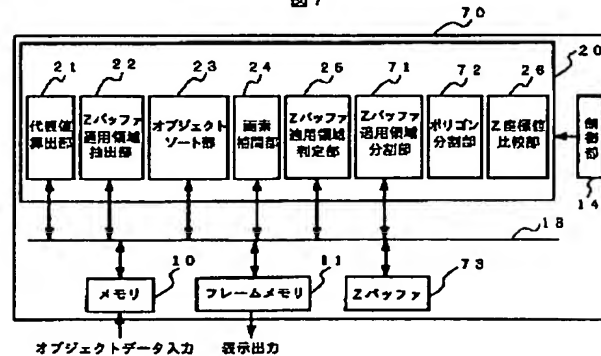 図7
70
21
22
23
24
25
71
72
26
20
代表値
算出部
Zバッファ
適用領域
抽出部
オブジェクト
ソート部
画素
補間部
Zバッファ
適用領域
判定部
Zバッファ
適用領域
分割部
ポリゴン
分割部
Z座標値
比較部
制御部
14
18
10
メモリ
11
フレームメモリ
73
Zバッファ
オブジェクトデータ入力
表示出力